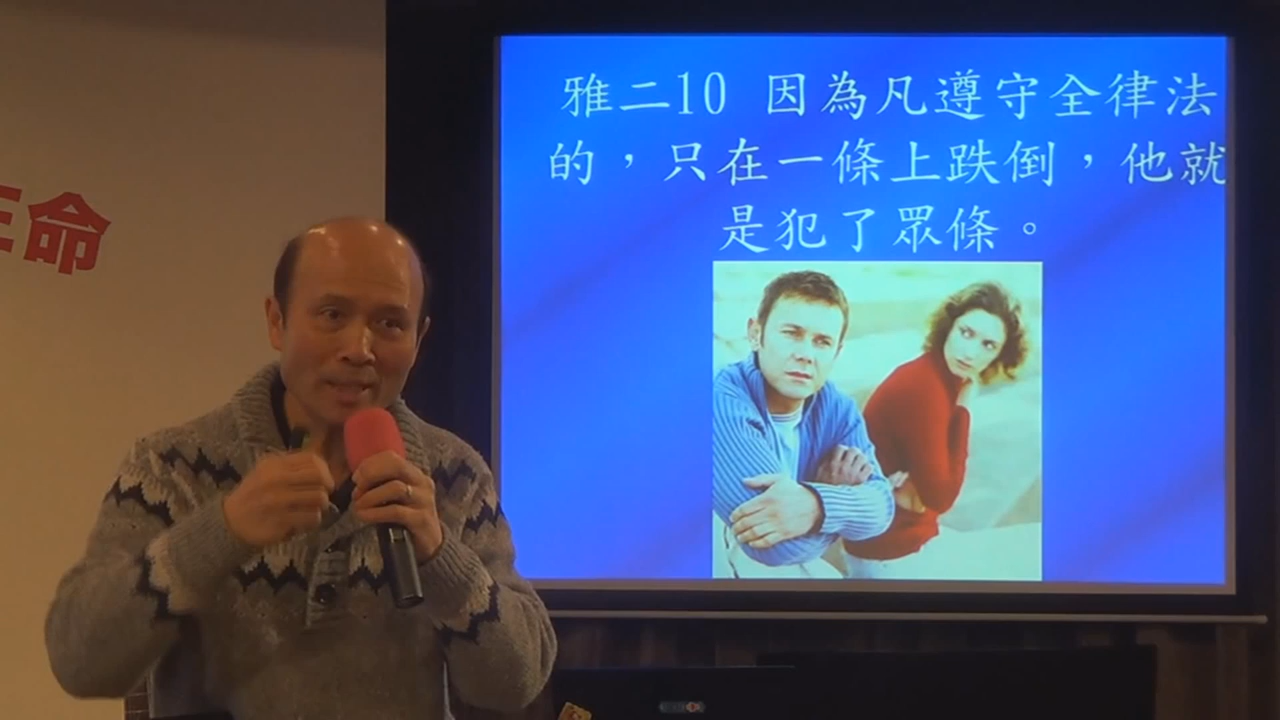 命
雅二10 因為凡遵守全律法
的，只在一條上跌倒，他就
是犯了眾條。